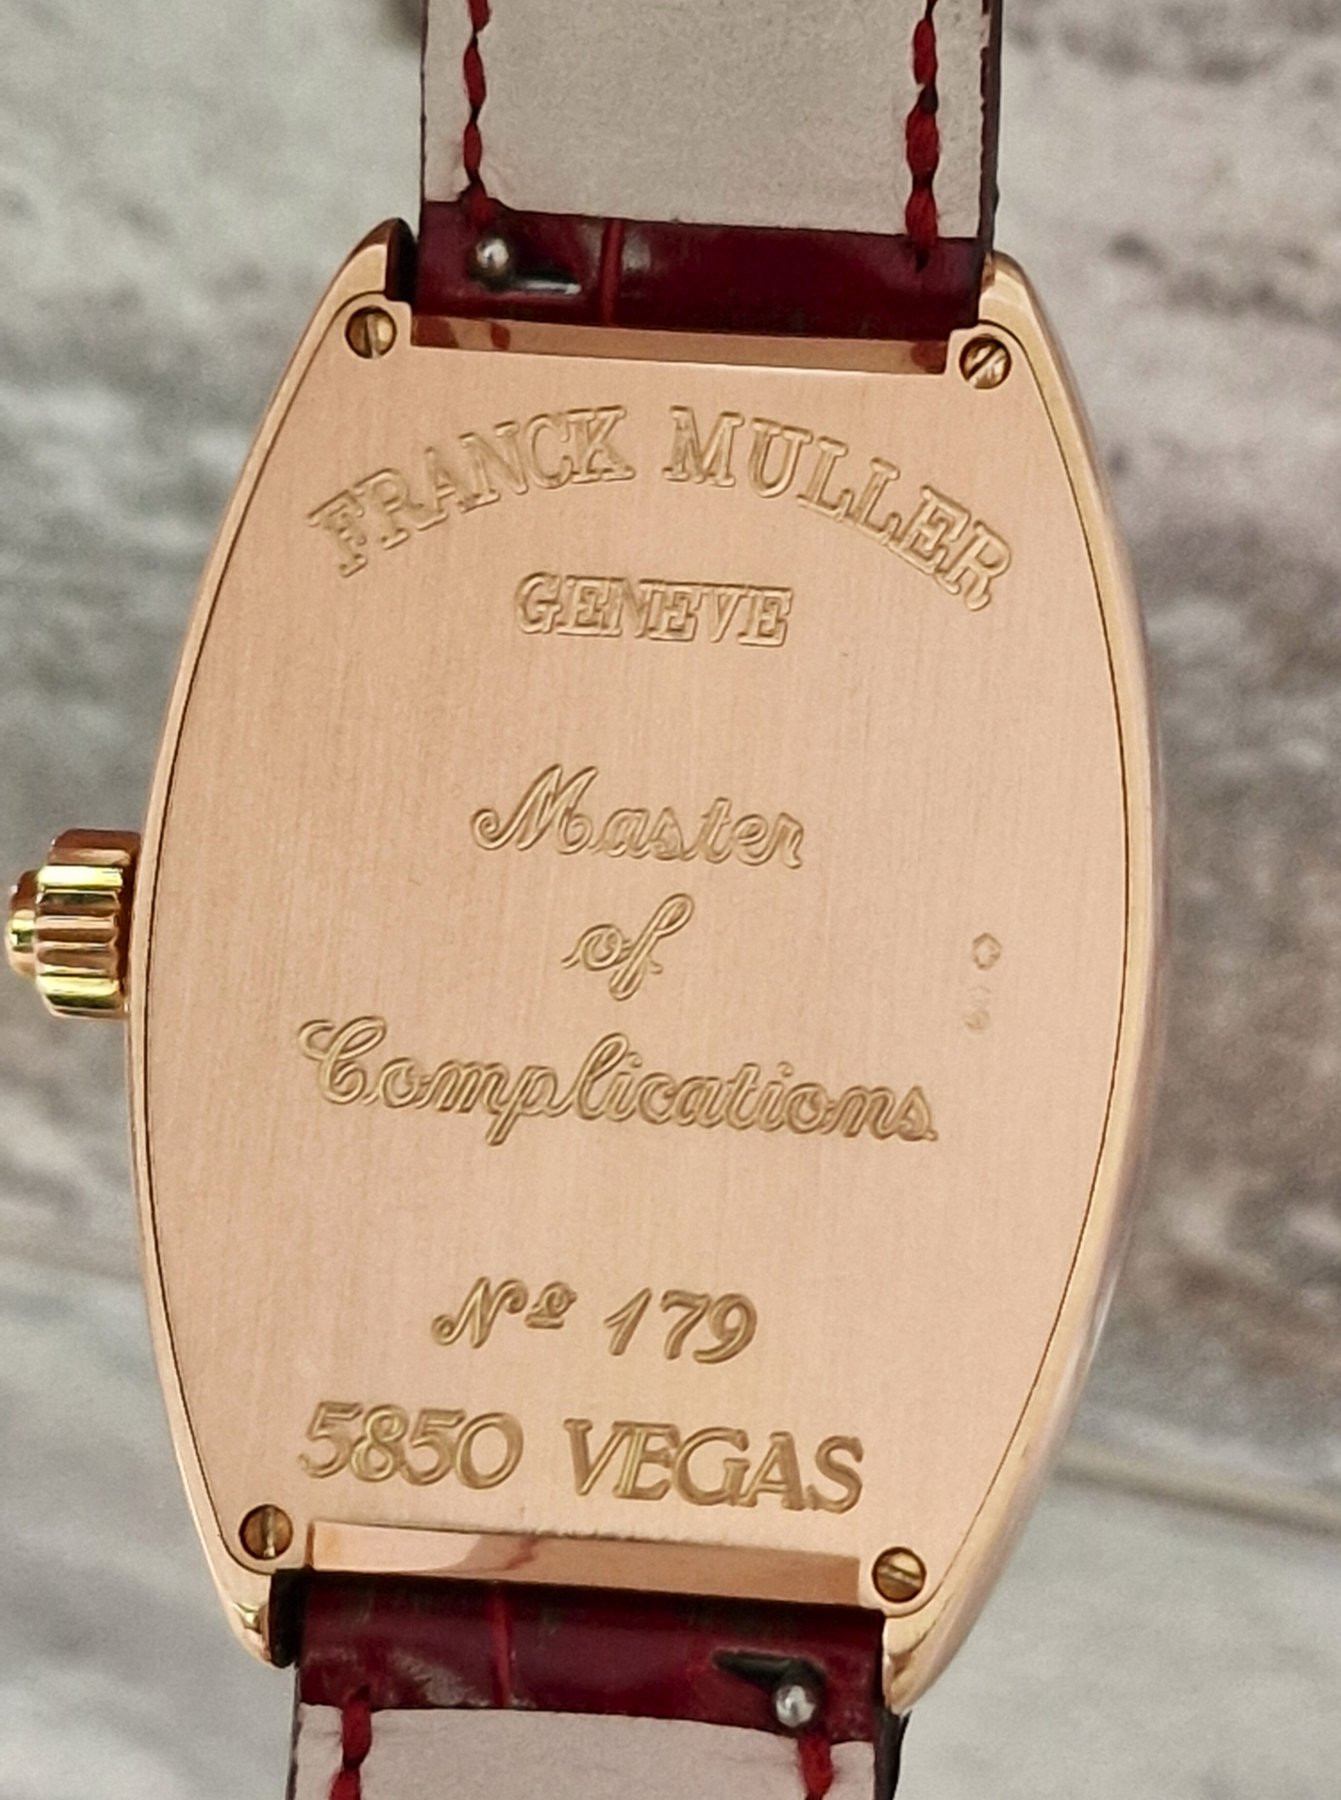 FRANCK MULLER
GENEVE
Master
of
Complications
Nº 179
5850 VEGAS